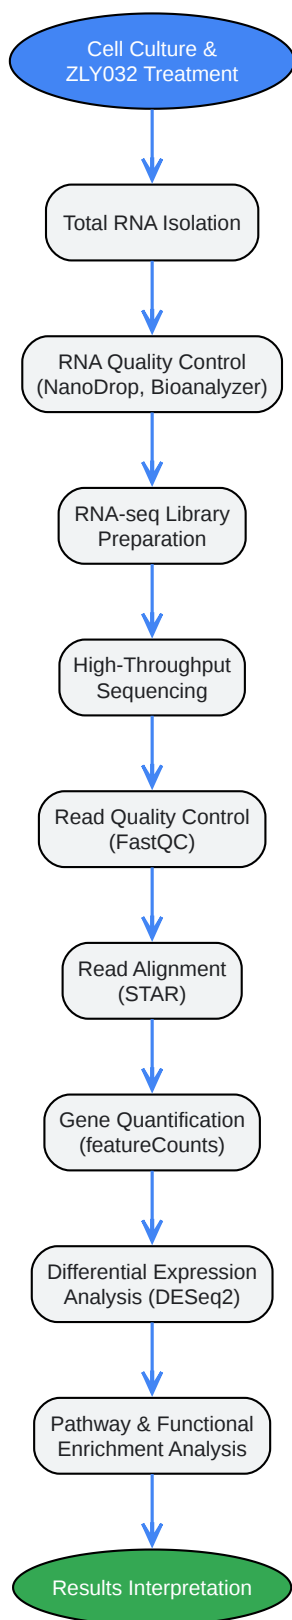 Cell Culture &
ZLY032 Treatment
Total RNA Isolation
RNA Quality Control
(NanoDrop, Bioanalyzer)
RNA-seq Library
Preparation
High-Throughput
Sequencing
Read Quality Control
(FastQC)
Read Alignment
(STAR)
Gene Quantification
(featureCounts)
Differential Expression
Analysis (DESeq2)
Pathway & Functional
Enrichment Analysis
Results Interpretation